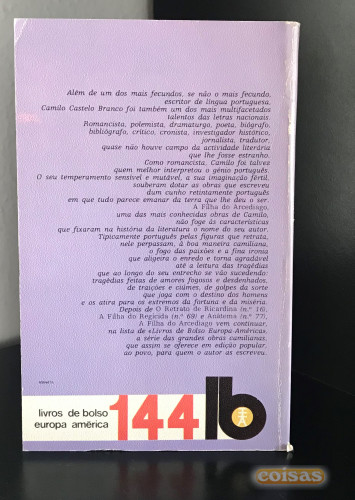 Além de um dos mais fecundos, se não o mais fecundo,
escritor de língua portuguesa,
Camilo Castelo Branco foi também um dos mais multifacetados
talentos das letras nacionais.
Romancista, polemista, dramaturgo, poeta, biógrafo,
bibliógrafo, crítico, cronista, investigador histórico,
jornalista, tradutor,
quase não houve campo da actividade literária
que lhe fosse estranho.
Como romancista, Camilo foi talvez
quem melhor interpretou o génio português.
O seu temperamento sensível e mutável, a sua imaginação fértil,
souberam dotar as obras que escreveu
dum cunho retintamente português
em que tudo parece emanar da terra que lhe deu o ser.
A Filha do Arcediago,
uma das mais conhecidas obras de Camilo,
não foge às características
que fixaram na história da literatura o nome do seu autor.
Tipicamente português pelas figuras que retrata,
nele perpassam, à boa maneira camiliana,
o fogo das paixões e a fina ironia
que aligeira o enredo e torna agradável
até a leitura das tragédias
que ao longo do seu entrecho se vão sucedendo:
tragédias feitas de amores fogosos e desdenhados,
de traições e ciúmes, de golpes da sorte
que joga com o destino dos homens
e os atira para os extremos da fortuna e da miséria.
Depois de O Retrato de Ricardina (n.º 16),
A Filha do Regicida (n.º 69) e Anátema (n.º 77),
A Filha do Arcediago vem continuar,
na lista de «Livros de Bolso Europa-América»,
a série das grandes obras camilianas,
que assim se oferece em edição popular,
ao povo, para quem o autor as escreveu.
livros de bolso
europa américa
144
lb
coisas